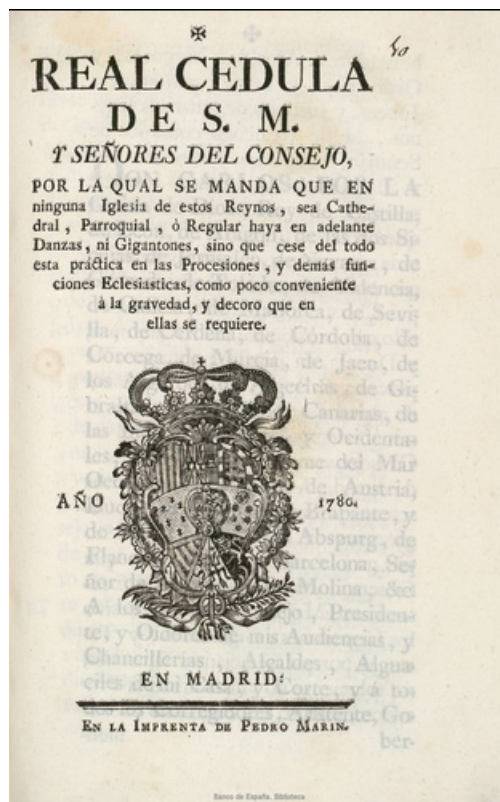 ✠
REAL CEDULA
DE S. M.
Y SEÑORES DEL CONSEJO,
POR LA QUAL SE MANDA QUE EN
ninguna Iglesia de estos Reynos, sea Cathe-
dral, Parroquial, ò Regular haya en adelante
Danzas, ni Gigantones, sino que cese del todo
esta práctica en las Procesiones, y demás fun-
ciones Eclesiasticas, como poco conveniente
á la gravedad, y decoro que en
ellas se requiere.
AÑO 1780.
EN MADRID:
EN LA IMPRENTA DE PEDRO MARIN.
Banco de España. Biblioteca